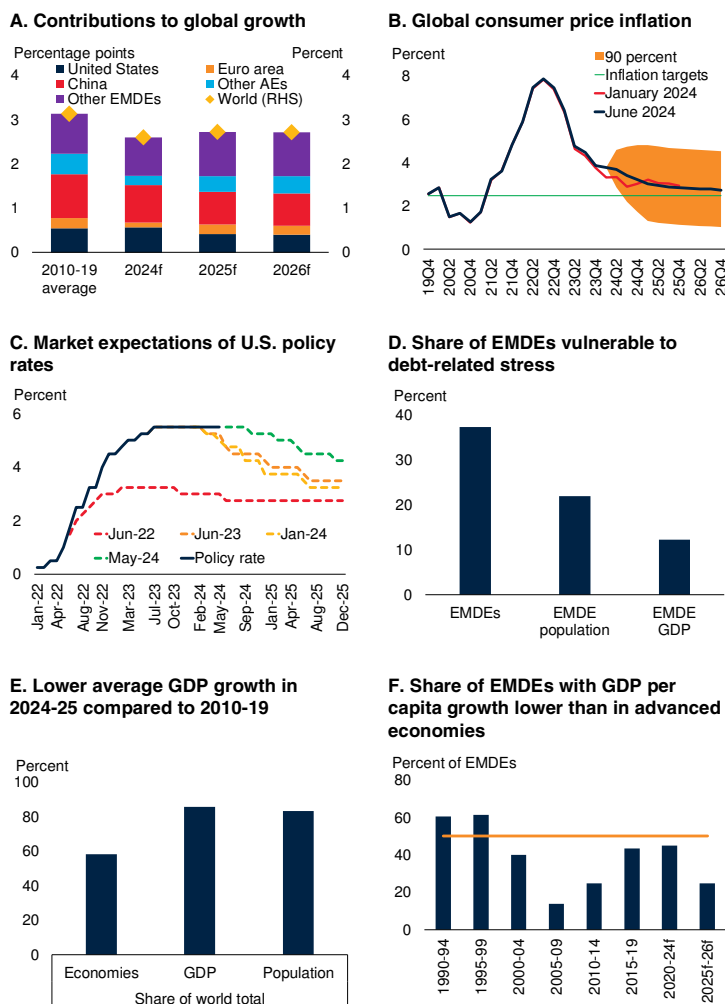 A. Contributions to global growth
Percentage points
Percent
United States
Euro area
China
Other AEs
Other EMDEs
World (RHS)
4
3
2
1
0
4
3
2
1
0
2010-19 average
2024f
2025f
2026f
B. Global consumer price inflation
Percent
90 percent
Inflation targets
January 2024
June 2024
8
6
4
2
0
19Q4
20Q2
20Q4
21Q2
21Q4
22Q2
22Q4
23Q2
23Q4
24Q2
24Q4
25Q2
25Q4
26Q2
26Q4
C. Market expectations of U.S. policy
rates
Percent
6
4
2
0
Jun-22
Jun-23
Jan-24
May-24
Policy rate
Jan-22
Apr-22
Aug-22
Nov-22
Mar-23
Jul-23
Oct-23
Feb-24
May-24
Sep-24
Jan-25
Apr-25
Aug-25
Dec-25
D. Share of EMDEs vulnerable to
debt-related stress
Percent
40
30
20
10
0
EMDEs
EMDE population
EMDE GDP
E. Lower average GDP growth in
2024-25 compared to 2010-19
Percent
100
80
60
40
20
0
Economies
GDP
Population
Share of world total
F. Share of EMDEs with GDP per
capita growth lower than in advanced
economies
Percent of EMDEs
80
60
40
20
0
1990-94
1995-99
2000-04
2005-09
2010-14
2015-19
2020-24f
2025f-26f